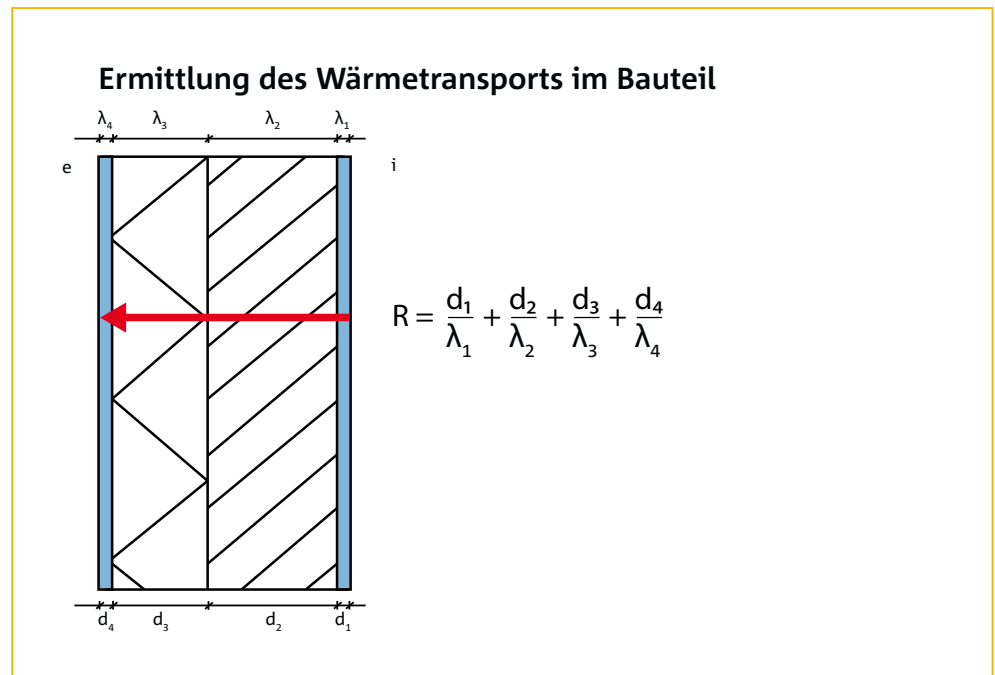 Ermittlung des Wärmetransports im Bauteil
λ₄ λ₃ λ₂ λ₁
e i
R = d₁/λ₁ + d₂/λ₂ + d₃/λ₃ + d₄/λ₄
d₄ d₃ d₂ d₁